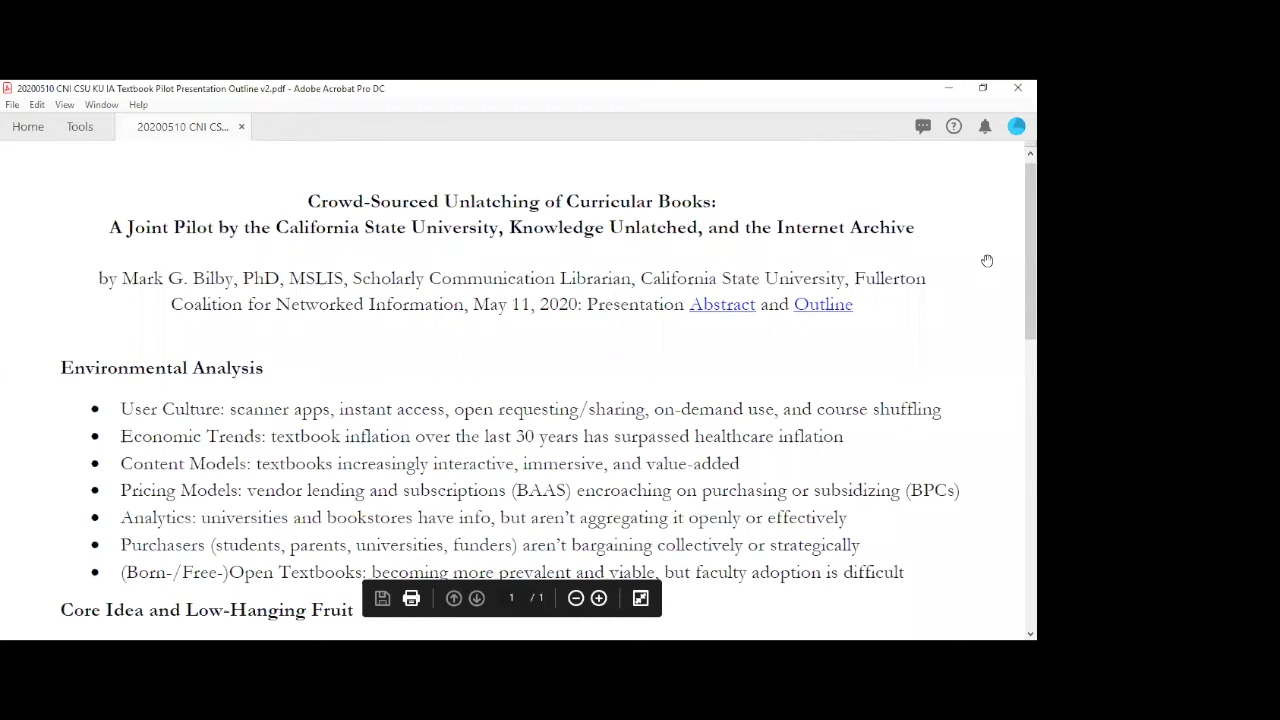 20200510 CNI CSU KU IA Textbook Pilot Presentation Outline v2.pdf - Adobe Acrobat Pro DC
File Edit View Window Help
Home Tools 20200510 CNI CS... ×
Crowd-Sourced Unlatching of Curricular Books:
A Joint Pilot by the California State University, Knowledge Unlatched, and the Internet Archive
by Mark G. Bilby, PhD, MSLIS, Scholarly Communication Librarian, California State University, Fullerton
Coalition for Networked Information, May 11, 2020: Presentation Abstract and Outline
Environmental Analysis
• User Culture: scanner apps, instant access, open requesting/sharing, on-demand use, and course shuffling
• Economic Trends: textbook inflation over the last 30 years has surpassed healthcare inflation
• Content Models: textbooks increasingly interactive, immersive, and value-added
• Pricing Models: vendor lending and subscriptions (BAAS) encroaching on purchasing or subsidizing (BPCs)
• Analytics: universities and bookstores have info, but aren't aggregating it openly or effectively
• Purchasers (students, parents, universities, funders) aren't bargaining collectively or strategically
• (Born-/Free-)Open Textbooks: becoming more prevalent and viable, but faculty adoption is difficult
Core Idea and Low-Hanging Fruit
1 / 1